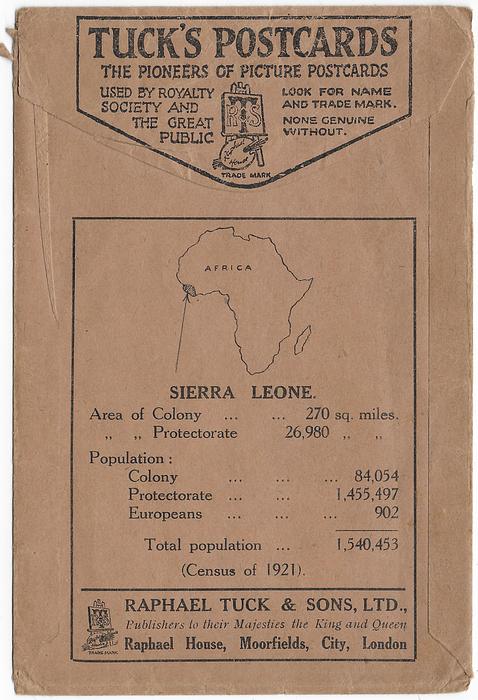 TUCK'S POSTCARDS
THE PIONEERS OF PICTURE POSTCARDS
USED BY ROYALTY
SOCIETY AND
THE GREAT
PUBLIC
RTS
TRADE MARK
LOOK FOR NAME
AND TRADE MARK.
NONE GENUINE
WITHOUT.
AFRICA
SIERRA LEONE.
Area of Colony ... ... 270 sq. miles.
„ „ Protectorate 26,980 „ „
Population :
Colony ... ... ... 84,054
Protectorate ... ... 1,455,497
Europeans ... ... ... 902
Total population ... 1,540,453
(Census of 1921).
RAPHAEL TUCK & SONS, LTD.,
Publishers to their Majesties the King and Queen
Raphael House, Moorfields, City, London
TRADE MARK